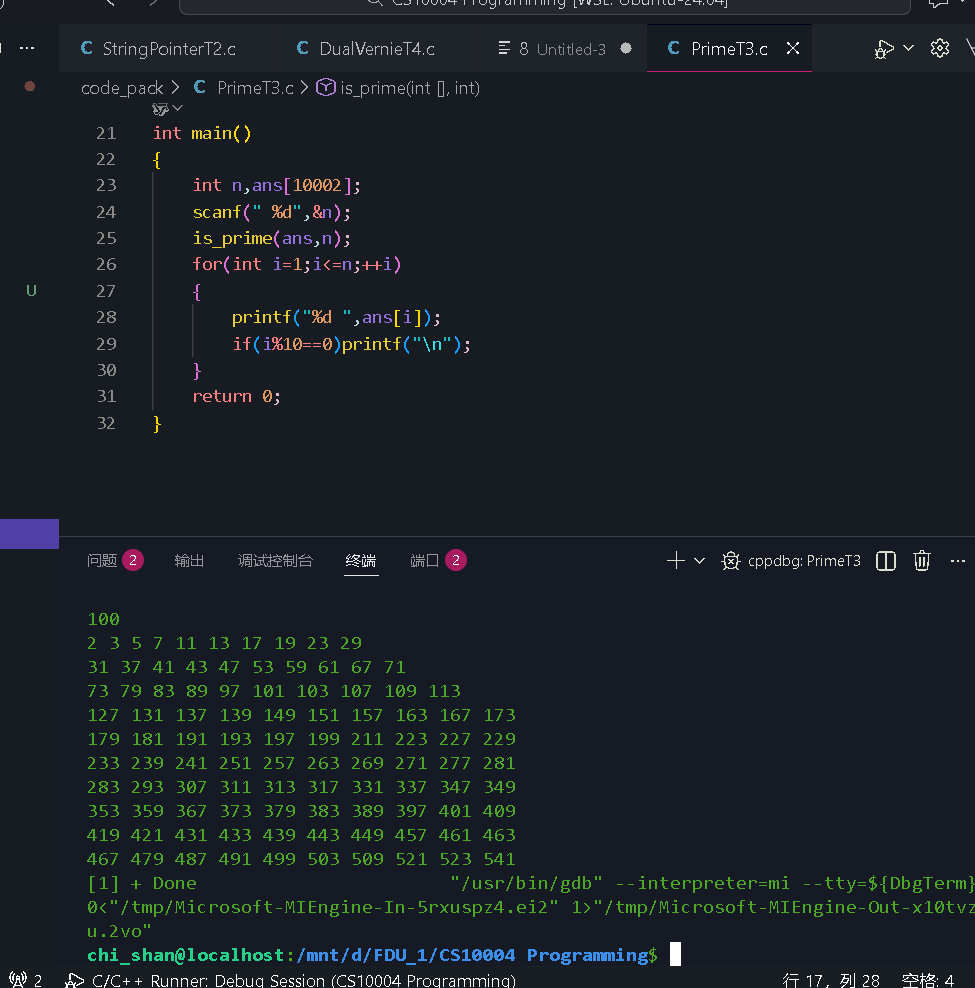 CS10004 Programming [WSL: Ubuntu-24.04]
StringPointerT2.c
DualVernieT4.c
8 Untitled-3
PrimeT3.c
code_pack > C PrimeT3.c > is_prime(int [], int)
21 int main()
22 {
23 int n,ans[10002];
24 scanf(" %d",&n);
25 is_prime(ans,n);
26 for(int i=1;i<=n;++i)
U
27 {
28 printf("%d ",ans[i]);
29 if(i%10==0)printf("\n");
30 }
31 return 0;
32 }
问题 2 输出 调试控制台 终端 端口 2
cppdbg: PrimeT3
100
2 3 5 7 11 13 17 19 23 29
31 37 41 43 47 53 59 61 67 71
73 79 83 89 97 101 103 107 109 113
127 131 137 139 149 151 157 163 167 173
179 181 191 193 197 199 211 223 227 229
233 239 241 251 257 263 269 271 277 281
283 293 307 311 313 317 331 337 347 349
353 359 367 373 379 383 389 397 401 409
419 421 431 433 439 443 449 457 461 463
467 479 487 491 499 503 509 521 523 541
[1] + Done "/usr/bin/gdb" --interpreter=mi --tty=${DbgTerm}
0<"/tmp/Microsoft-MIEngine-In-5rxuspz4.ei2" 1>"/tmp/Microsoft-MIEngine-Out-x10tvz
u.2vo"
chi_shan@localhost:/mnt/d/FDU_1/CS10004 Programming$
2 C/C++ Runner: Debug Session (CS10004 Programming) 行 17, 列 28 空格: 4